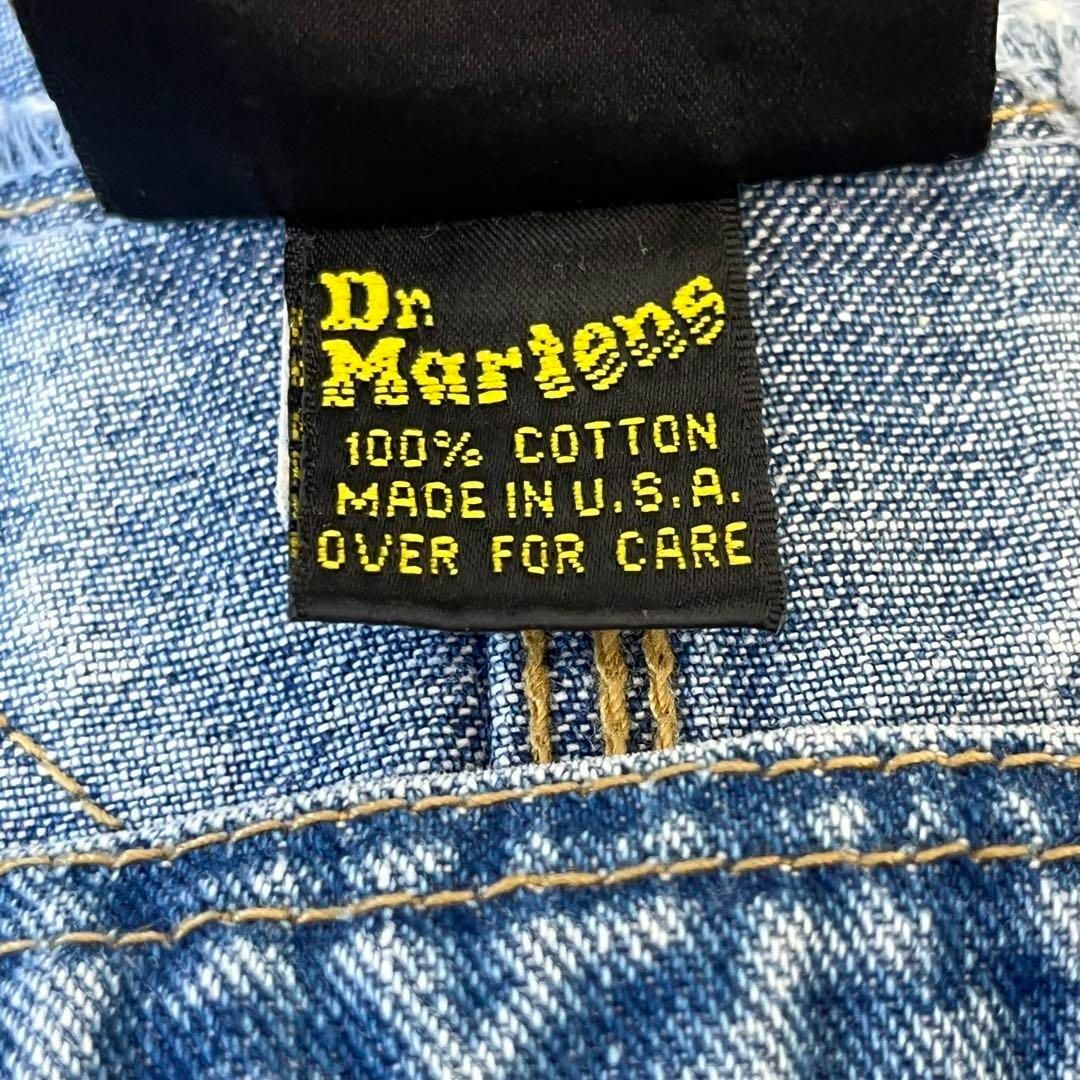 Dr
Martens
100% COTTON
MADE IN U.S.A.
OVER FOR CARE